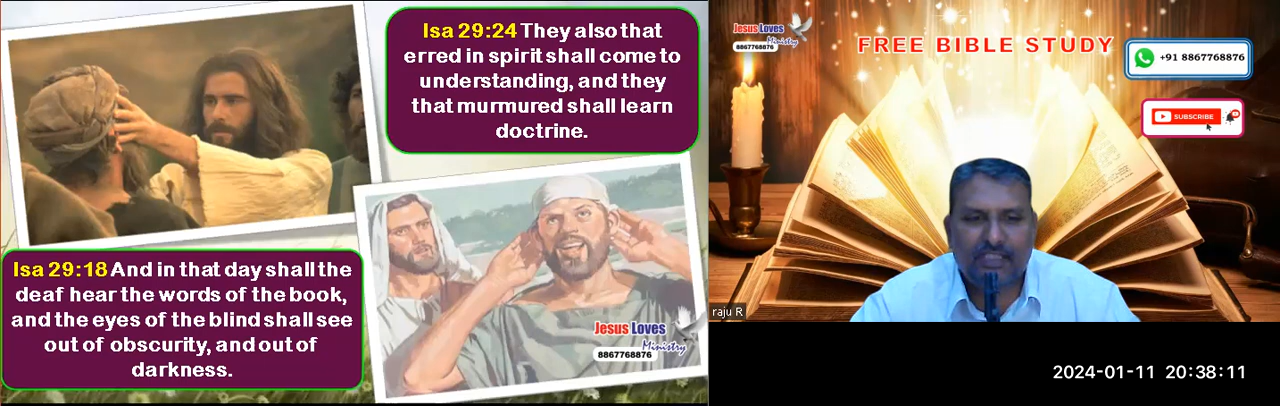 Isa 29:24 They also that
erred in spirit shall come to
understanding, and they
that murmured shall learn
doctrine.
Isa 29:18 And in that day shall the
deaf hear the words of the book,
and the eyes of the blind shall see
out of obscurity, and out of
darkness.
Jesus Loves
Ministry
8867768876
Jesus Loves
Ministry
8867768876
FREE BIBLE STUDY
+91 8867768876
SUBSCRIBE
raju R
2024-01-11 20:38:11